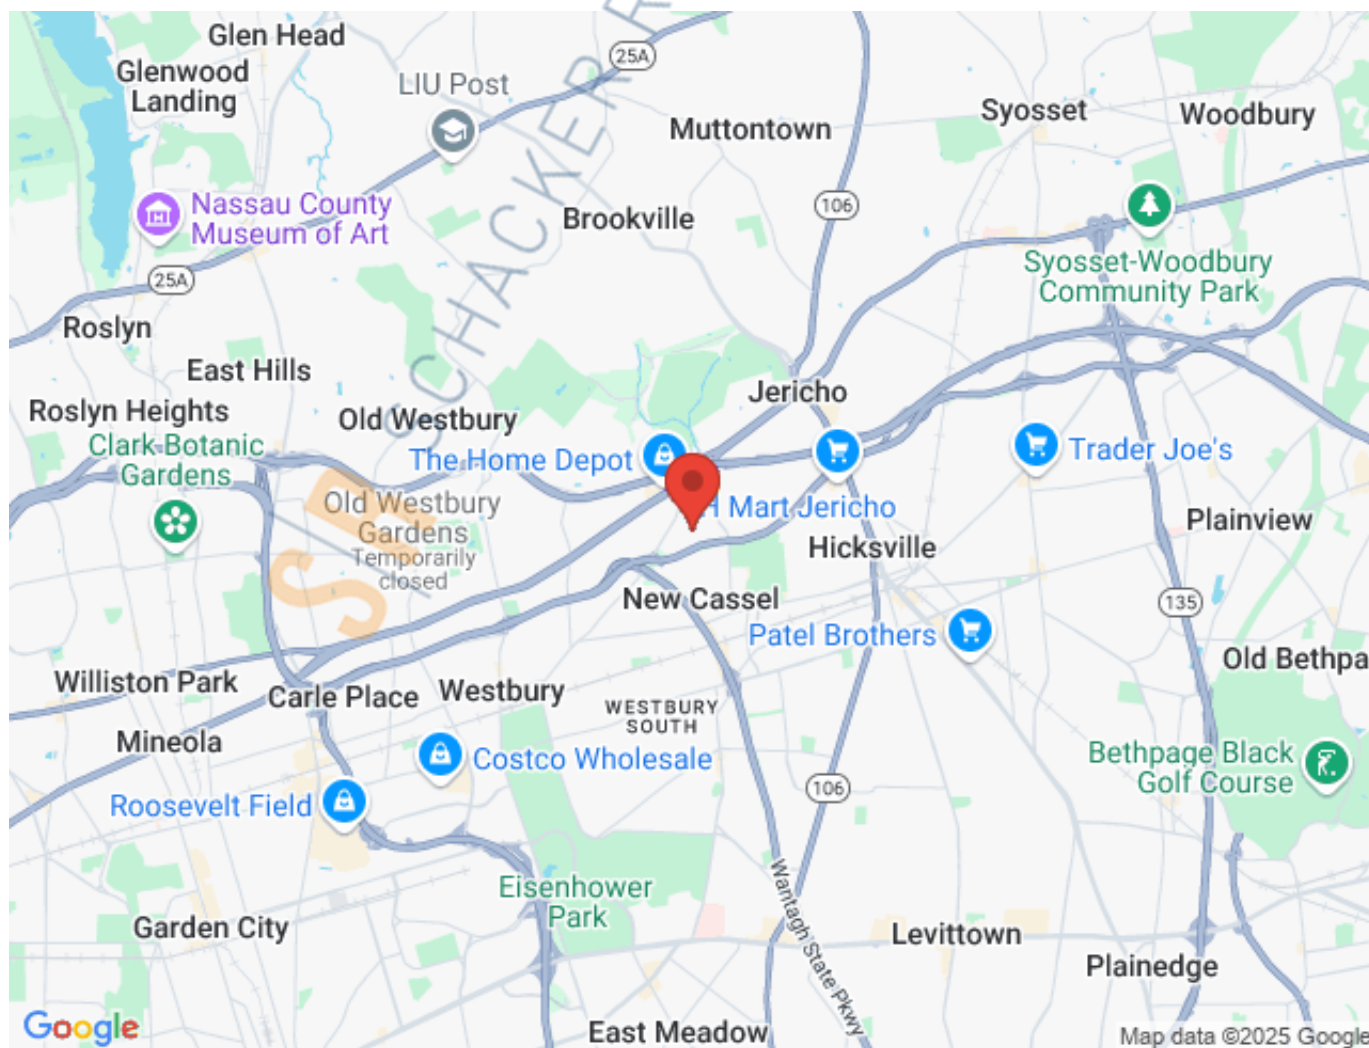 Glen Head
Glenwood
Landing
LIU Post
25A
Muttontown
Syosset
Woodbury
Nassau County
Museum of Art
Brookville
106
Syosset-Woodbury
Community Park
25A
Roslyn
East Hills
Jericho
Roslyn Heights
Old Westbury
Clark Botanic
Gardens
The Home Depot
Trader Joe's
Old Westbury
Gardens
Temporarily
closed
H Mart Jericho
Plainview
Hicksville
New Cassel
135
Patel Brothers
Old Bethpa
Williston Park
Carle Place
Westbury
WESTBURY
SOUTH
Mineola
Costco Wholesale
Bethpage Black
Golf Course
Roosevelt Field
106
Eisenhower
Park
Wantagh State Pkwy
Garden City
Levittown
Plainedge
East Meadow
Google
Map data ©2025 Google